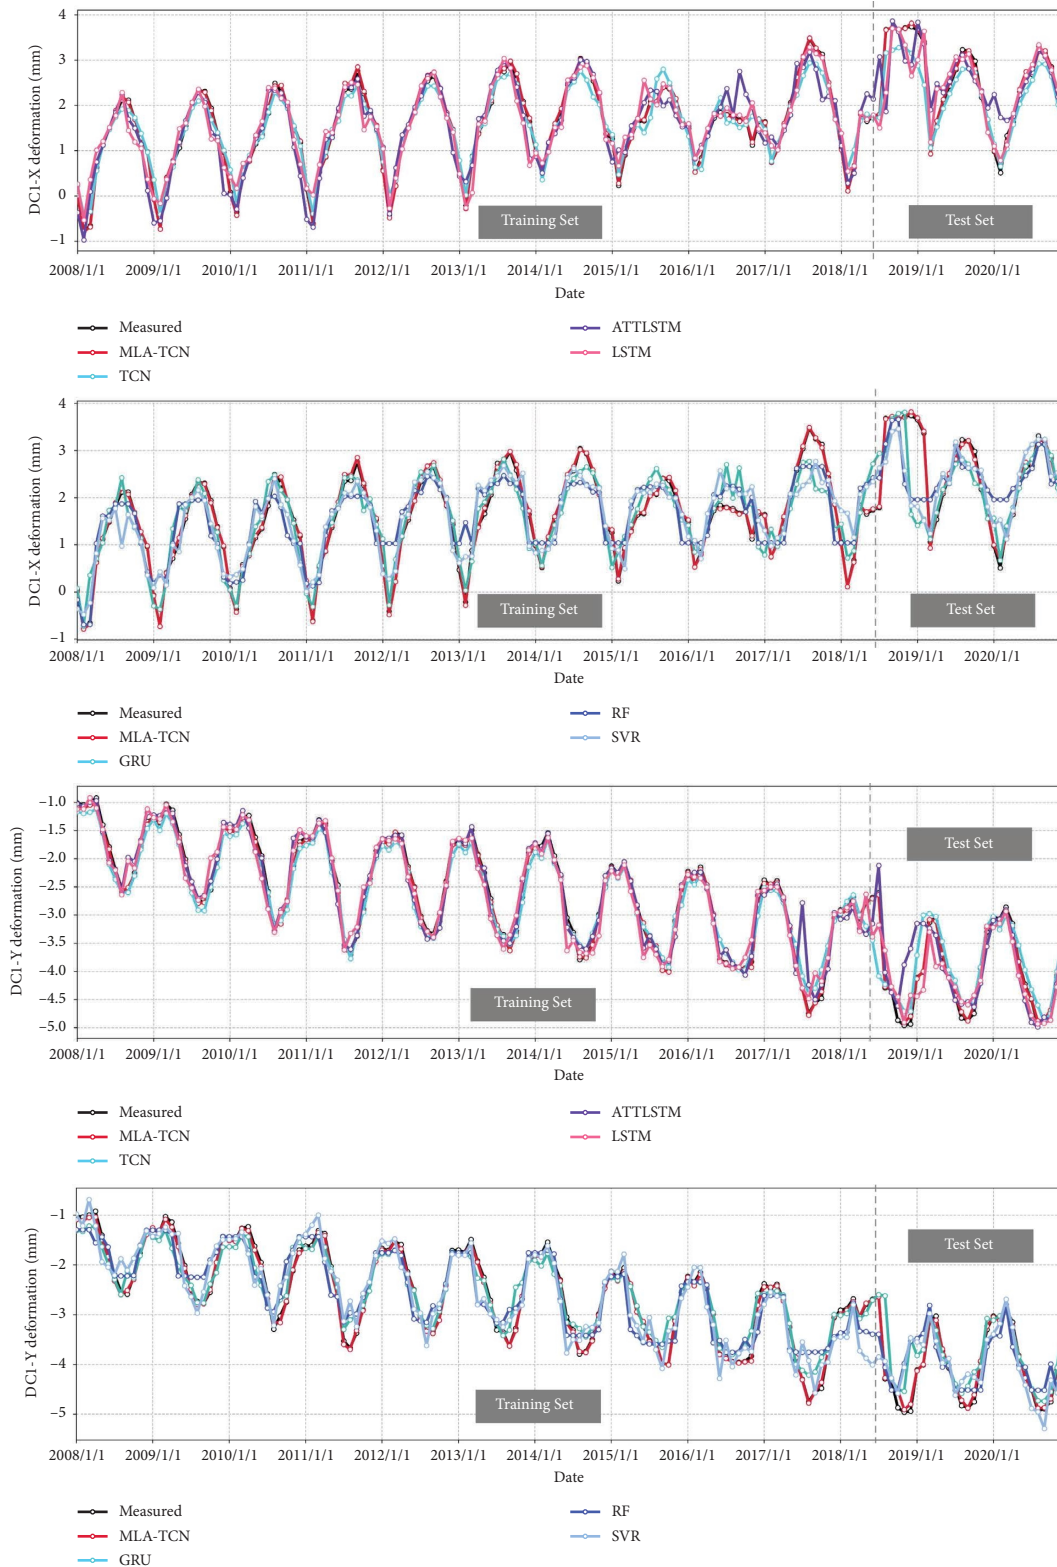 4
3
2
1
0
−1
DC1-X deformation (mm)
Training Set
Test Set
2008/1/1 2009/1/1 2010/1/1 2011/1/1 2012/1/1 2013/1/1 2014/1/1 2015/1/1 2016/1/1 2017/1/1 2018/1/1 2019/1/1 2020/1/1
Date
Measured
MLA-TCN
TCN
ATTLSTM
LSTM
4
3
2
1
0
−1
DC1-X deformation (mm)
Training Set
Test Set
2008/1/1 2009/1/1 2010/1/1 2011/1/1 2012/1/1 2013/1/1 2014/1/1 2015/1/1 2016/1/1 2017/1/1 2018/1/1 2019/1/1 2020/1/1
Date
Measured
MLA-TCN
GRU
RF
SVR
−1.0
−1.5
−2.0
−2.5
−3.0
−3.5
−4.0
−4.5
−5.0
DC1-Y deformation (mm)
Test Set
Training Set
2008/1/1 2009/1/1 2010/1/1 2011/1/1 2012/1/1 2013/1/1 2014/1/1 2015/1/1 2016/1/1 2017/1/1 2018/1/1 2019/1/1 2020/1/1
Date
Measured
MLA-TCN
TCN
ATTLSTM
LSTM
−1
−2
−3
−4
−5
DC1-Y deformation (mm)
Test Set
Training Set
2008/1/1 2009/1/1 2010/1/1 2011/1/1 2012/1/1 2013/1/1 2014/1/1 2015/1/1 2016/1/1 2017/1/1 2018/1/1 2019/1/1 2020/1/1
Date
Measured
MLA-TCN
GRU
RF
SVR